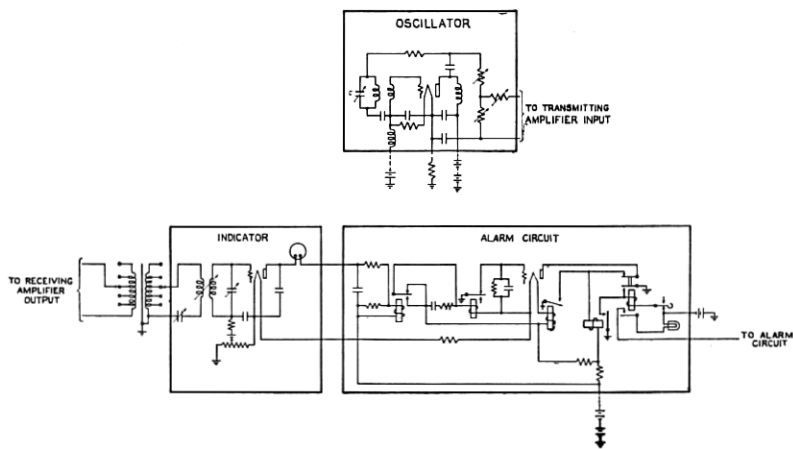 OSCILLATOR
C
TO TRANSMITTING
AMPLIFIER INPUT
INDICATOR
ALARM CIRCUIT
TO RECEIVING
AMPLIFIER
OUTPUT
TO ALARM
CIRCUIT